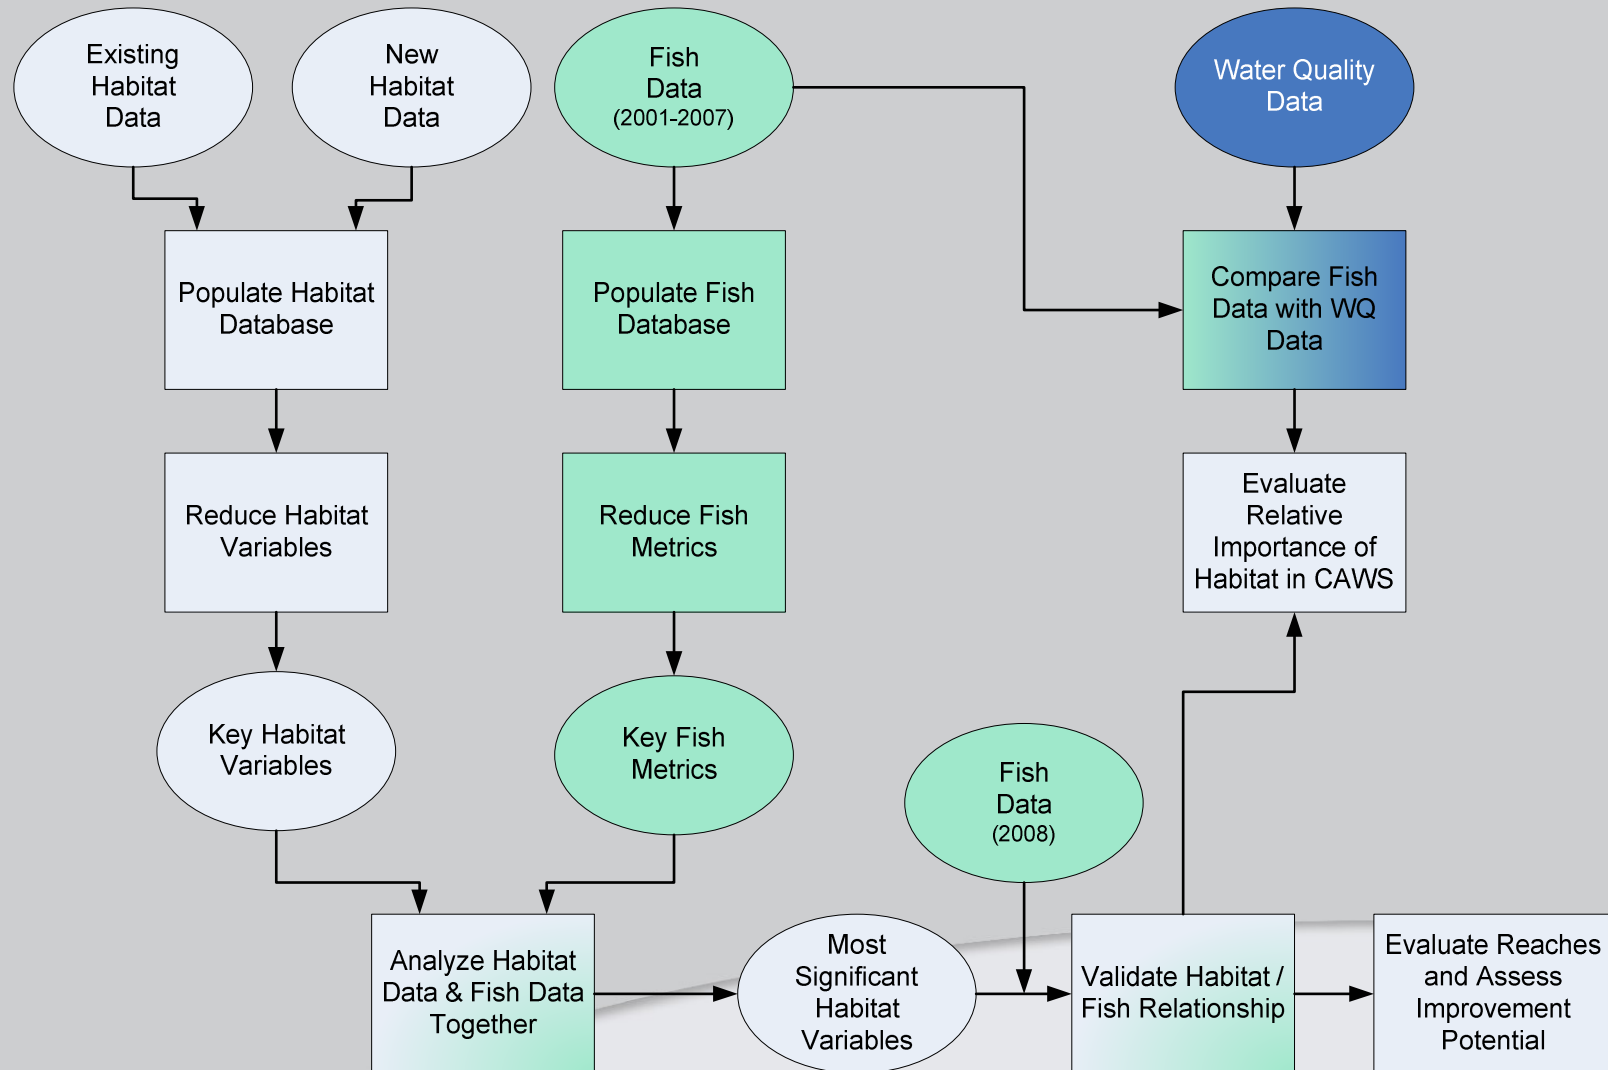 Existing
Habitat
Data
New
Habitat
Data
Fish
Data
(2001-2007)
Water Quality
Data
Populate Habitat
Database
Populate Fish
Database
Compare Fish
Data with WQ
Data
Reduce Habitat
Variables
Reduce Fish
Metrics
Evaluate
Relative
Importance of
Habitat in CAWS
Key Habitat
Variables
Key Fish
Metrics
Fish
Data
(2008)
Analyze Habitat
Data & Fish Data
Together
Most
Significant
Habitat
Variables
Validate Habitat /
Fish Relationship
Evaluate Reaches
and Assess
Improvement
Potential